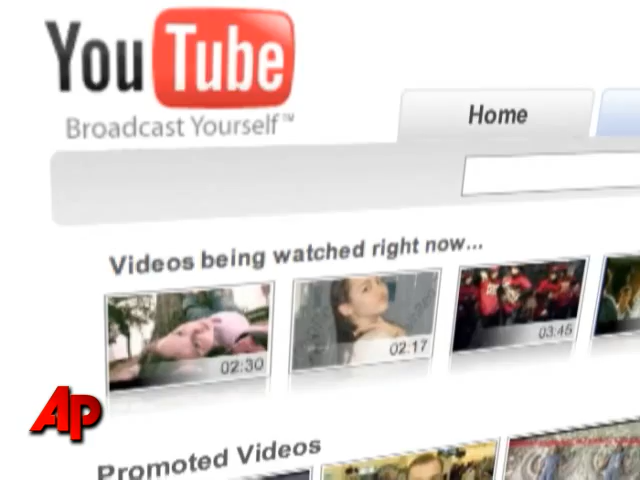 YouTube
Broadcast Yourself™
Home
Videos being watched right now...
02:30
02:17
03:45
AP
Promoted Videos